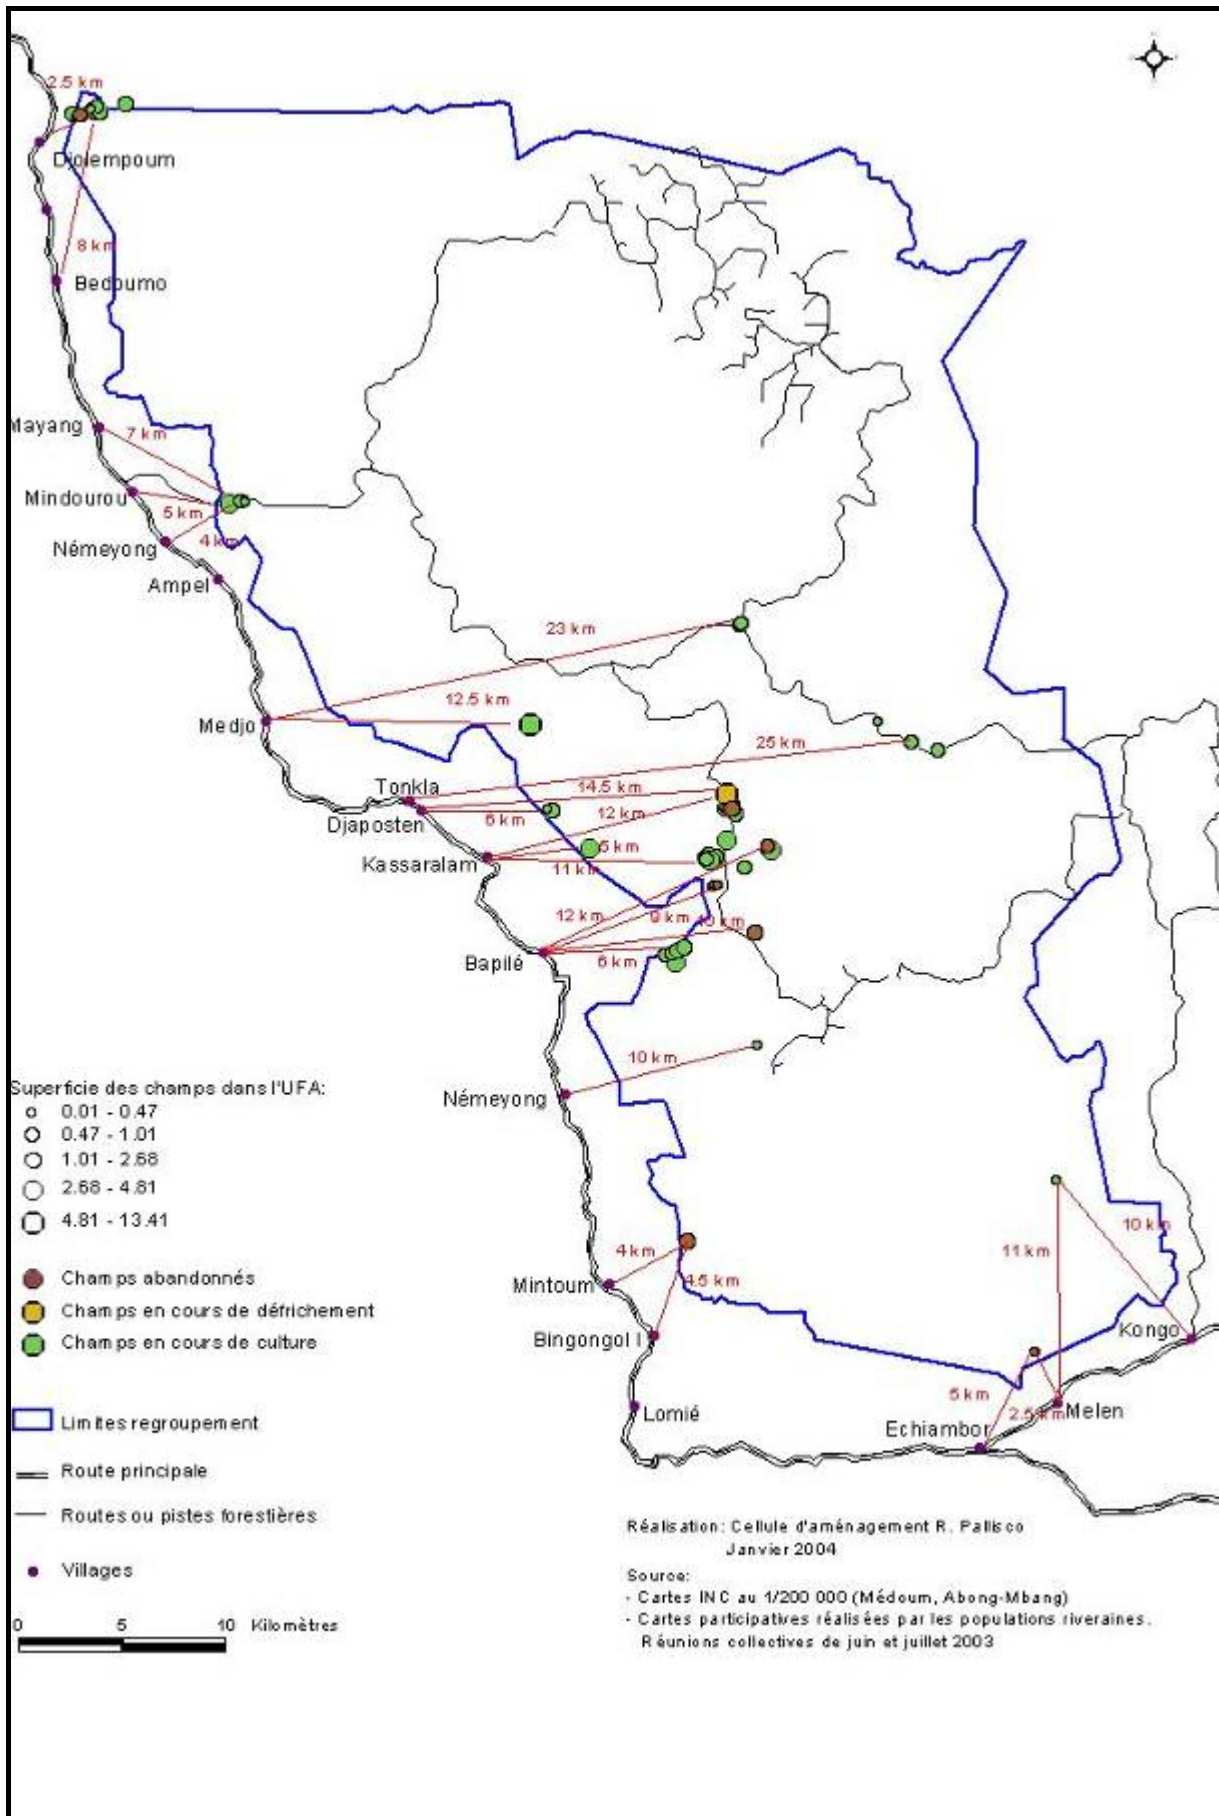 2.5 km
Djolempoum
8 km
Bedoumo
Mayang
7 km
Mindourou
5 km
Némeyong
4 km
Ampel
23 km
12.5 km
Medjo
25 km
Tonkla
14.5 km
Djaposten
6 km
12 km
5 km
Kassaralam
11 km
12 km
9 km
10 km
Bapilé
6 km
10 km
Némeyong
Superficie des champs dans l'UFA:
0.01 - 0.47
0.47 - 1.01
1.01 - 2.68
2.68 - 4.81
4.81 - 13.41
Champs abandonnés
Champs en cours de défrichement
Champs en cours de culture
Limites regroupement
Route principale
Routes ou pistes forestières
Villages
0 5 10 Kilomètres
4 km
Mintoum
4.5 km
Bingongol I
Lomié
11 km
10 km
Kongo
5 km
2.5 km
Melen
Echiambor
Réalisation: Cellule d'aménagement R. Pallisco
Janvier 2004
Source:
- Cartes INC au 1/200 000 (Médoum, Abong-Mbang)
- Cartes participatives réalisées par les populations riveraines.
Réunions collectives de juin et juillet 2003